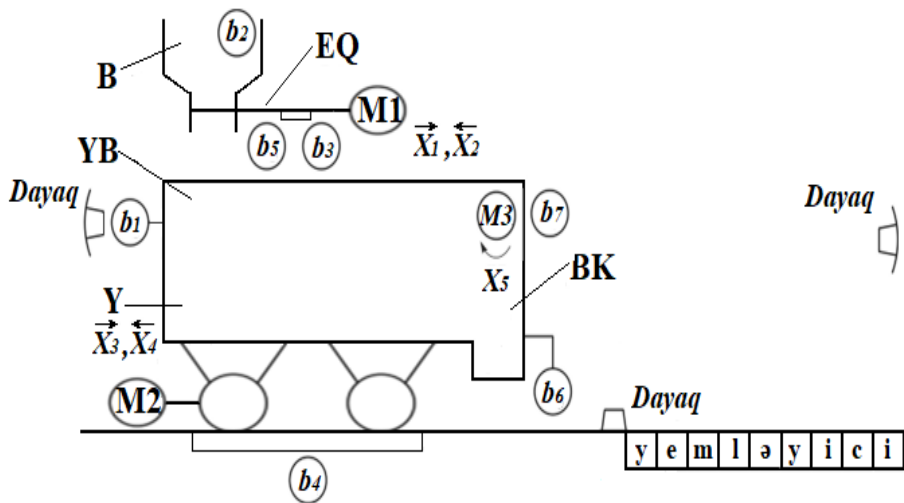 b2
EQ
B
M1
b5 b3
X1, X2
YB
Dayaq
Dayaq
b1
M3 b7
X5
BK
Y
X3, X4
M2
b6
Dayaq
y e m l ə y i c i
b4